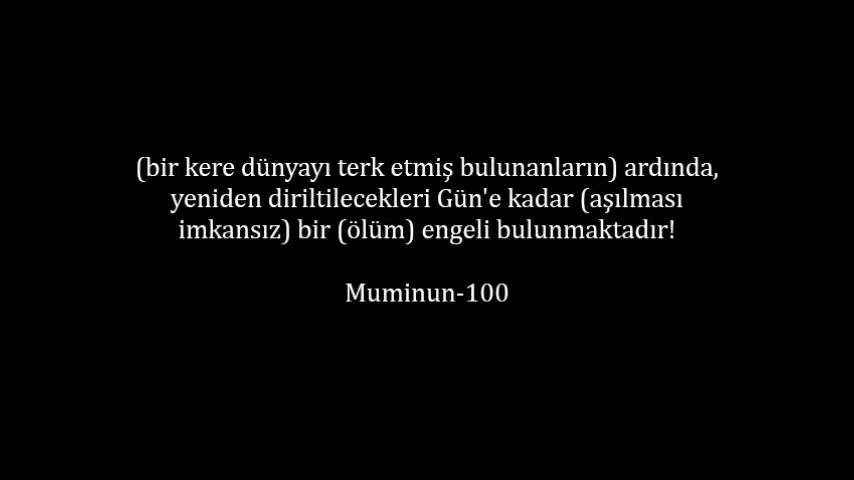 (bir kere dünyayı terk etmiş bulunanların) ardında,
yeniden diriltilecekleri Gün'e kadar (aşılması
imkansız) bir (ölüm) engeli bulunmaktadır!
Muminun-100